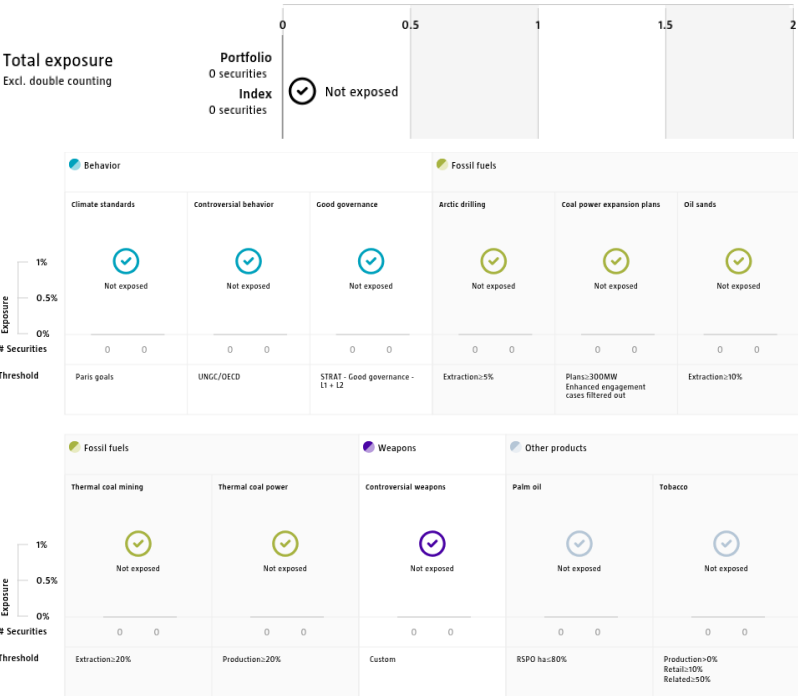 0 0.5 1 1.5 2
Total exposure
Excl. double counting
Portfolio
0 securities
Index
0 securities
Not exposed
Behavior Fossil fuels
Climate standards Controversial behavior Good governance Arctic drilling Coal power expansion plans Oil sands
Not exposed Not exposed Not exposed Not exposed Not exposed Not exposed
Exposure
1%
0.5%
0%
# Securities 0 0 0 0 0 0 0 0 0 0 0 0
Threshold Paris goals UNGC/OECD STRAT - Good governance - Extraction≥5% Plans≥300MW Extraction≥10%
L1 + L2 Enhanced engagement
cases filtered out
Fossil fuels Weapons Other products
Thermal coal mining Thermal coal power Controversial weapons Palm oil Tobacco
Not exposed Not exposed Not exposed Not exposed Not exposed
Exposure
1%
0.5%
0%
# Securities 0 0 0 0 0 0 0 0 0 0
Threshold Extraction≥20% Production≥20% Custom RSPO ha≤80% Production>0%
Retail≥10%
Related≥50%